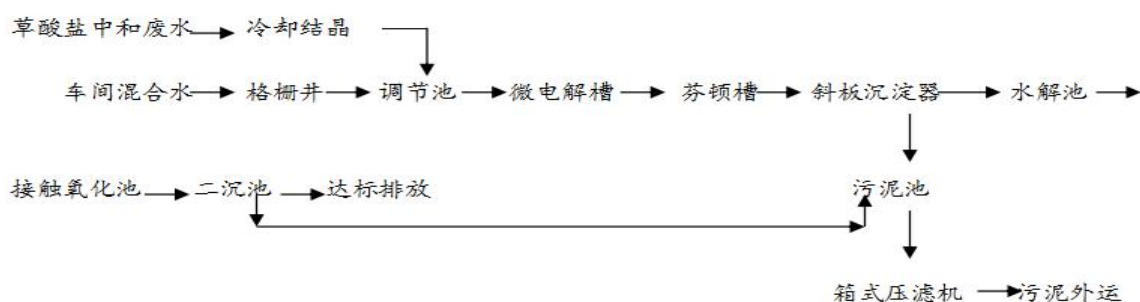 草酸盐中和废水 冷却结晶
车间混合水 格栅井 调节池 微电解槽 芬顿槽 斜板沉淀器 水解池
接触氧化池 二沉池 达标排放 污泥池
箱式压滤机 污泥外运